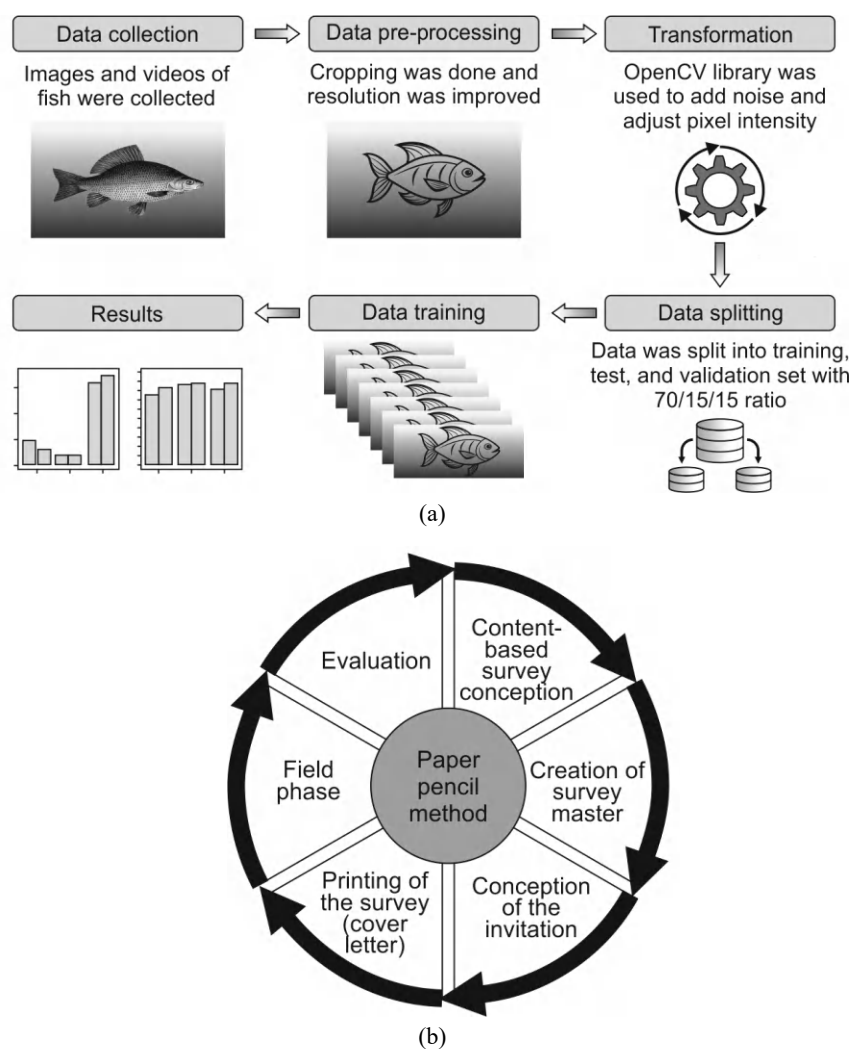 Data collection
Data pre-processing
Transformation
Images and videos of
fish were collected
Cropping was done and
resolution was improved
OpenCV library was
used to add noise and
adjust pixel intensity
Results
Data training
Data splitting
Data was split into training,
test, and validation set with
70/15/15 ratio
(a)
Evaluation
Content-
based
survey
conception
Field
phase
Paper
pencil
method
Creation of
survey
master
Printing of
the survey
(cover
letter)
Conception
of the
invitation
(b)